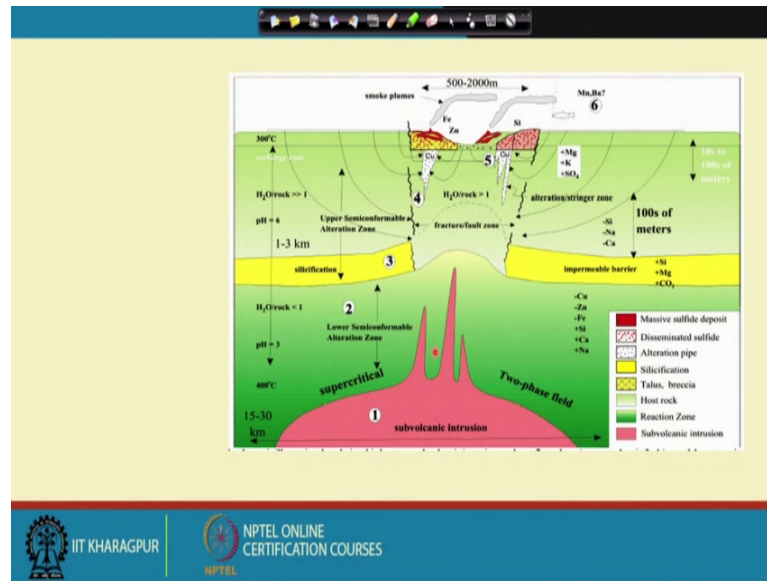 500-2000m
smoke plumes
Mn,Ba?
6
Fe
Zn
Si
300°C
recharge zone
Cu
Cu
5
+Mg
+K
+SO4
10s to
100s of
meters
4
H2O/rock >> 1
H2O/rock > 1
alteration/stringer zone
pH = 6
Upper Semiconformable
Alteration Zone
fracture/fault zone
-Si
-Na
-Ca
100s of
meters
1-3 km
3
silicification
impermeable barrier
+Si
+Mg
+CO2
2
H2O/rock < 1
Lower Semiconformable
Alteration Zone
-Cu
-Zn
-Fe
+Si
+Ca
+Na
pH = 3
400°C
supercritical
Two-phase field
15-30
km
1
subvolcanic intrusion
Massive sulfide deposit
Disseminated sulfide
Alteration pipe
Silicification
Talus, breccia
Host rock
Reaction Zone
Subvolcanic intrusion
IIT KHARAGPUR
NPTEL
NPTEL ONLINE
CERTIFICATION COURSES